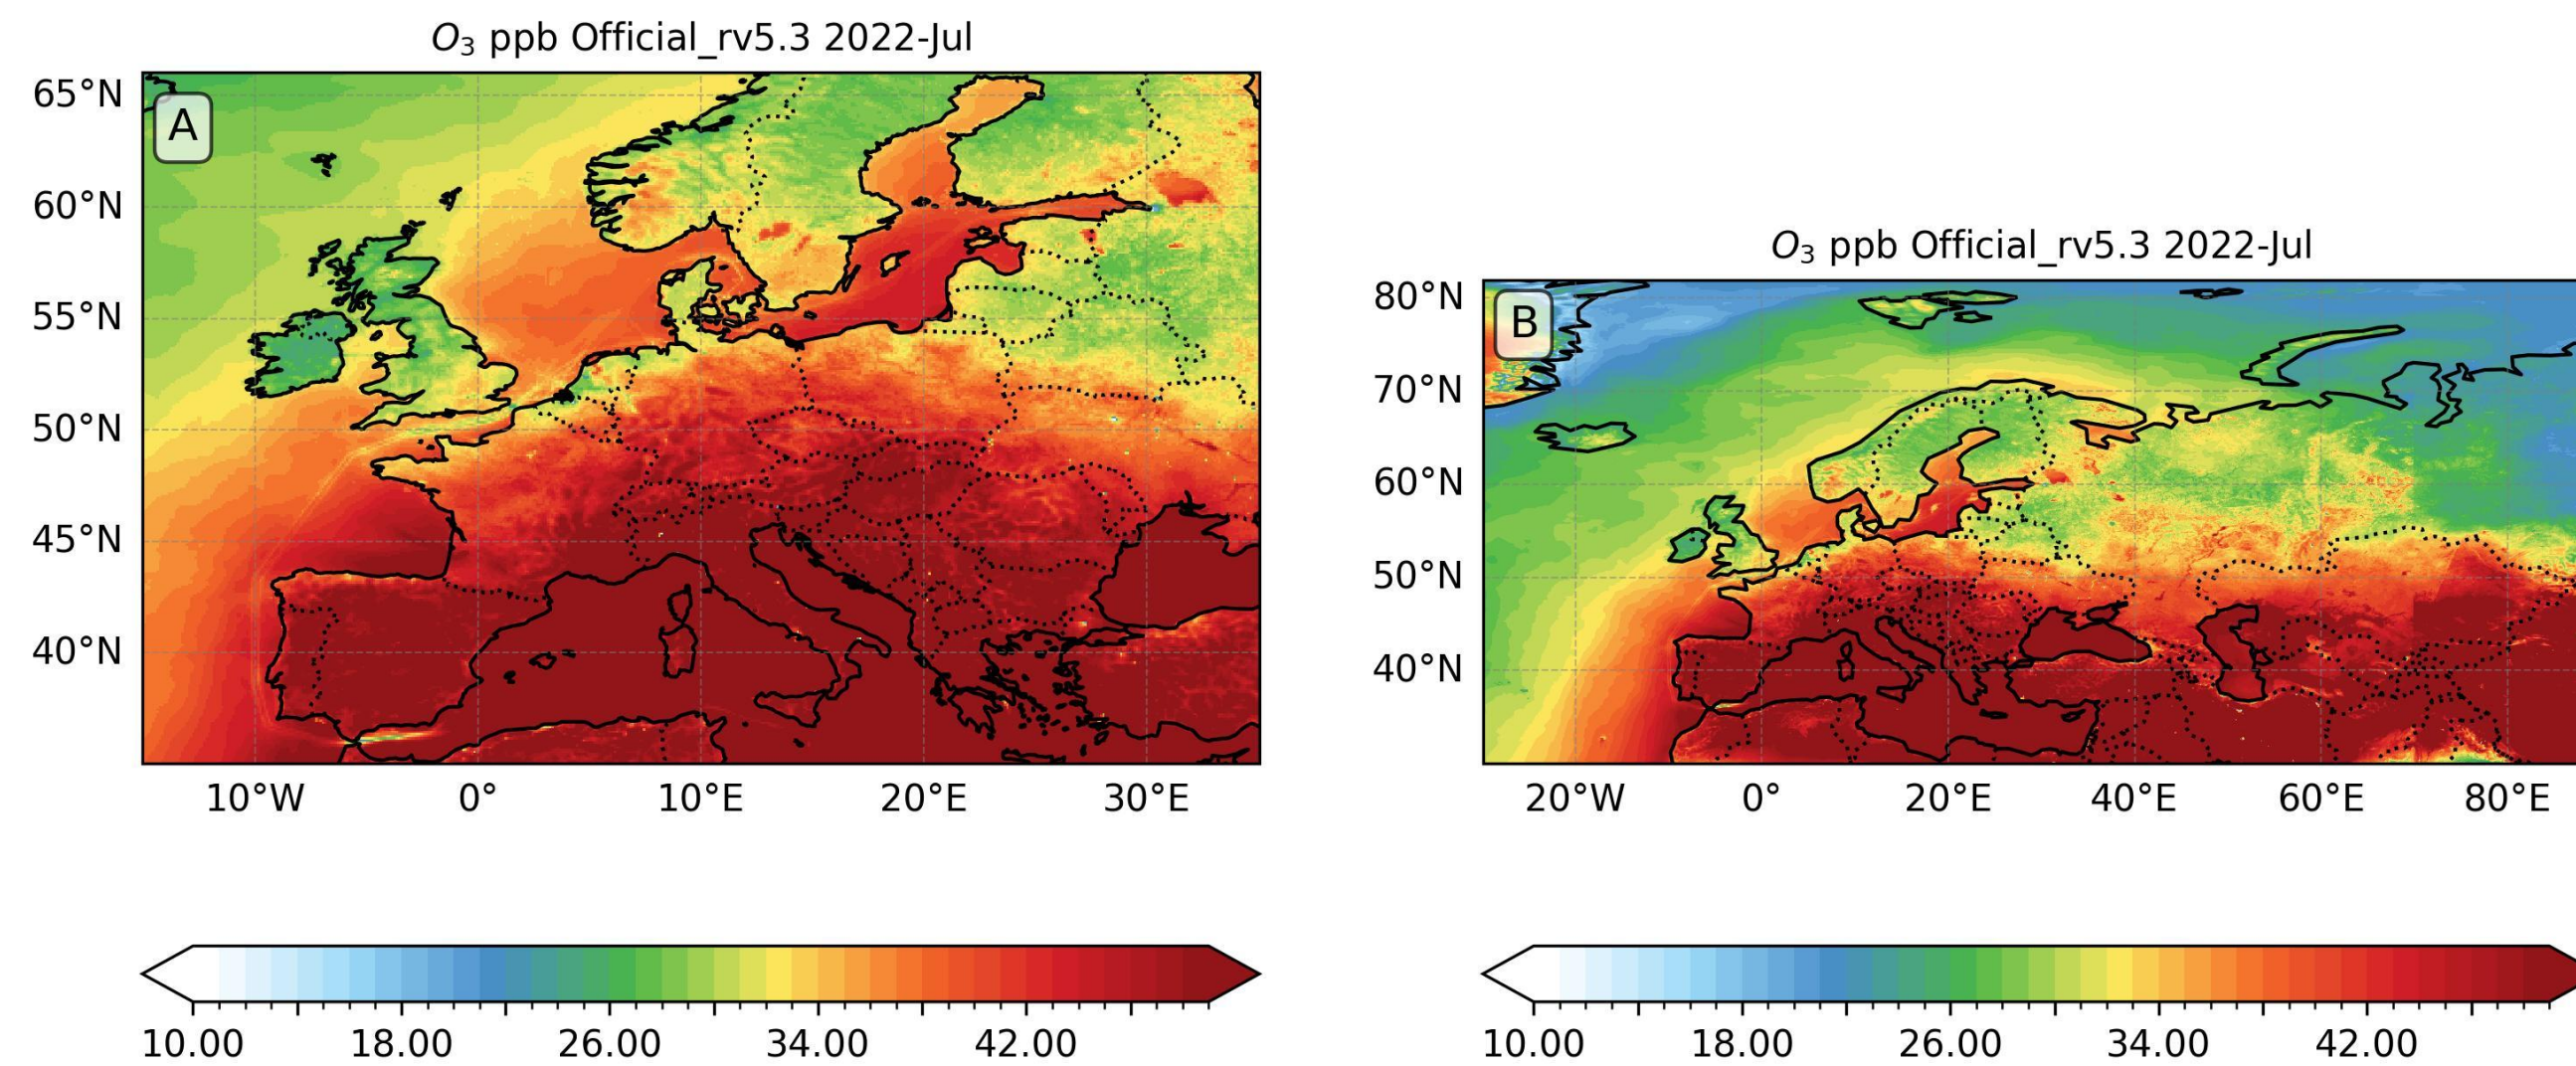 O₃ ppb Official_rv5.3 2022-Jul
A
65°N
60°N
55°N
50°N
45°N
40°N
10°W 0° 10°E 20°E 30°E
10.00 18.00 26.00 34.00 42.00
O₃ ppb Official_rv5.3 2022-Jul
B
80°N
70°N
60°N
50°N
40°N
20°W 0° 20°E 40°E 60°E 80°E
10.00 18.00 26.00 34.00 42.00